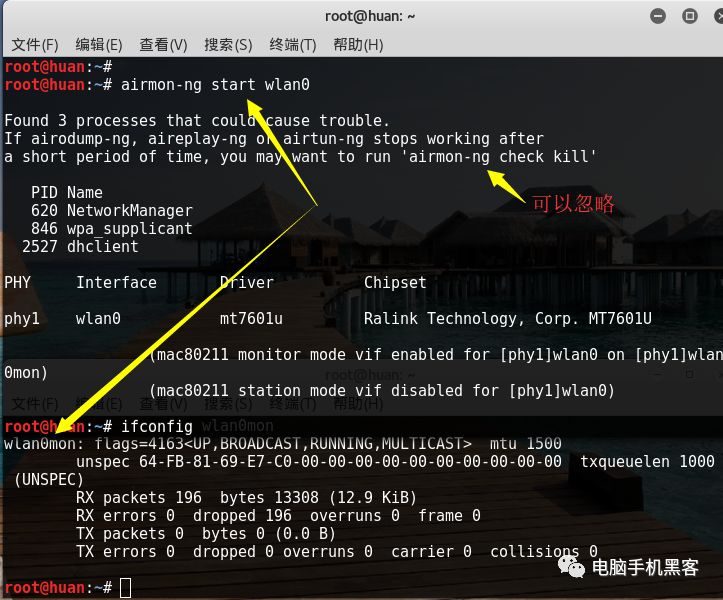 root@huan: ~
文件(F) 编辑(E) 查看(V) 搜索(S) 终端(T) 帮助(H)
root@huan:~#
root@huan:~# airmon-ng start wlan0
Found 3 processes that could cause trouble.
If airodump-ng, aireplay-ng or airtun-ng stops working after
a short period of time, you may want to run 'airmon-ng check kill'
可以忽略
PID Name
620 NetworkManager
846 wpa_supplicant
2527 dhclient
PHY Interface Driver Chipset
phy1 wlan0 mt7601u Ralink Technology, Corp. MT7601U
(mac80211 monitor mode vif enabled for [phy1]wlan0 on [phy1]wlan
0mon)
root@huan: ~
(mac80211 station mode vif disabled for [phy1]wlan0)
文件(F) 编辑(E) 查看(V) 搜索(S) 终端(T) 帮助(H)
root@huan:~# ifconfig wlan0mon
wlan0mon: flags=4163<UP,BROADCAST,RUNNING,MULTICAST> mtu 1500
unspec 64-FB-81-69-E7-C0-00-00-00-00-00-00-00-00-00-00 txqueuelen 1000
(UNSPEC)
RX packets 196 bytes 13308 (12.9 KiB)
RX errors 0 dropped 196 overruns 0 frame 0
TX packets 0 bytes 0 (0.0 B)
TX errors 0 dropped 0 overruns 0 carrier 0 collisions 0
电脑手机黑客
root@huan:~#